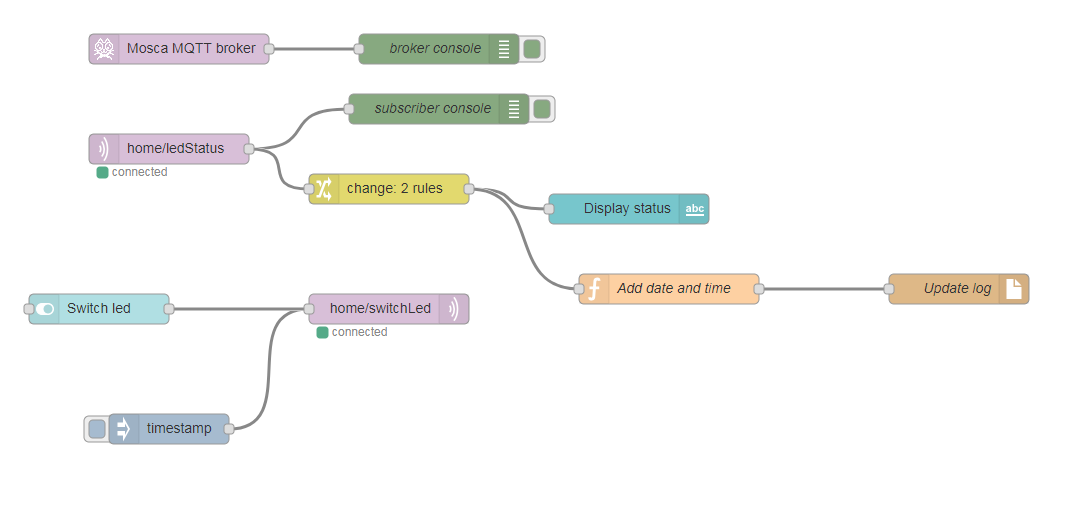 Mosca MQTT broker
broker console
subscriber console
home/ledStatus
connected
change: 2 rules
Display status
abc
Add date and time
Update log
Switch led
home/switchLed
connected
timestamp